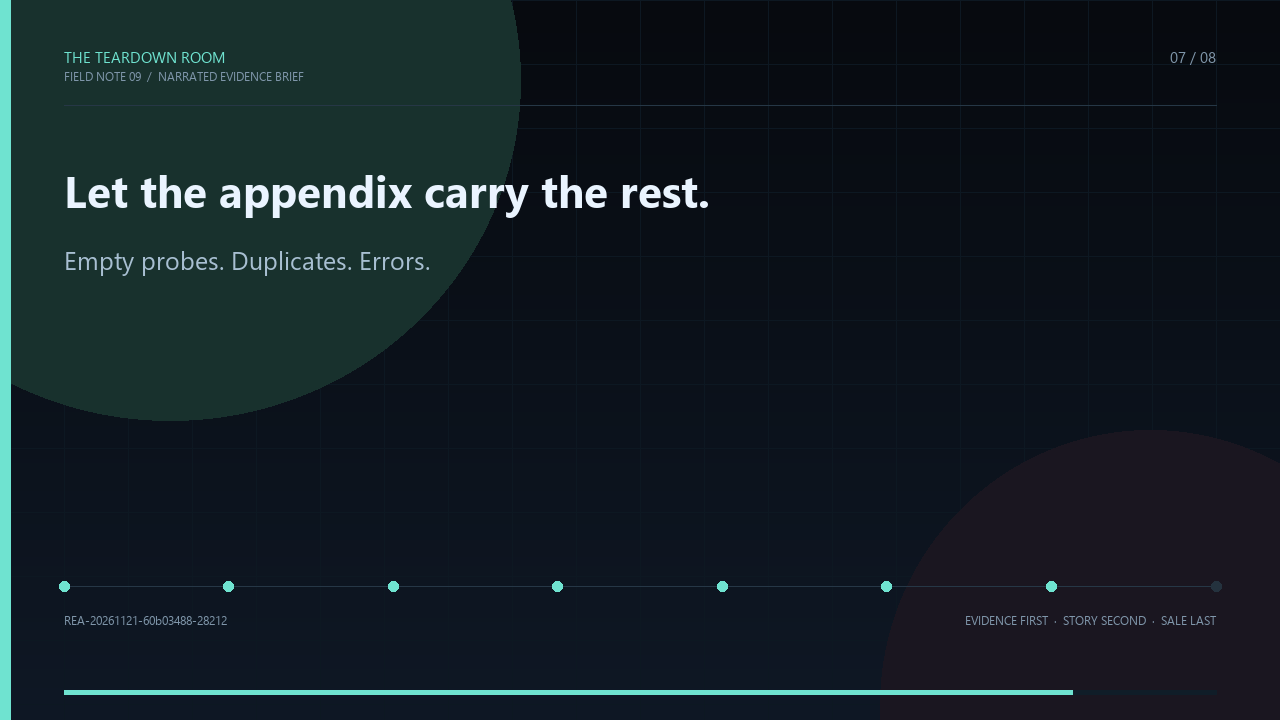 THE TEARDOWN ROOM
07 / 08
FIELD NOTE 09 / NARRATED EVIDENCE BRIEF
Let the appendix carry the rest.
Empty probes. Duplicates. Errors.
REA-20261121-60b03488-28212
EVIDENCE FIRST · STORY SECOND · SALE LAST